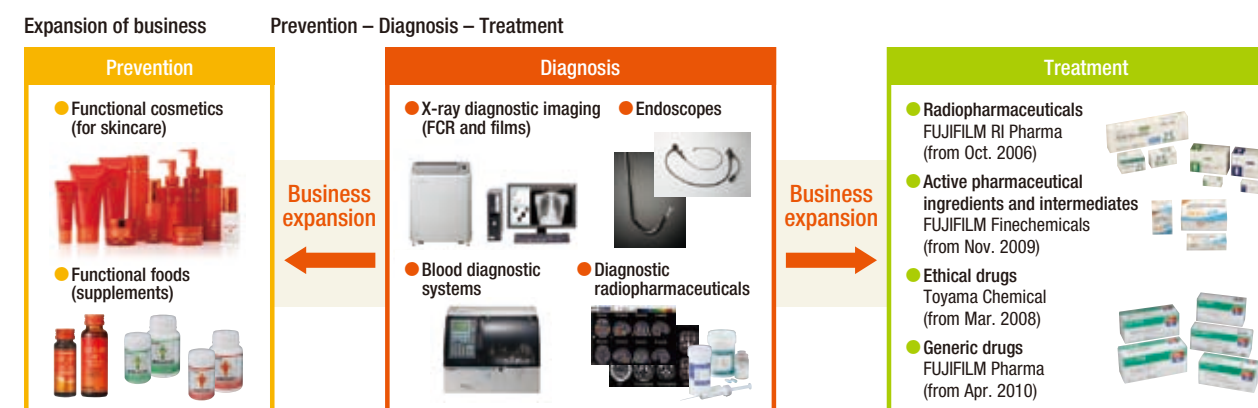 Expansion of business
Prevention – Diagnosis – Treatment
Prevention
Functional cosmetics
(for skincare)
Functional foods
(supplements)
Business
expansion
Diagnosis
X-ray diagnostic imaging
(FCR and films)
Endoscopes
Blood diagnostic
systems
Diagnostic
radiopharmaceuticals
Business
expansion
Treatment
Radiopharmaceuticals
FUJIFILM RI Pharma
(from Oct. 2006)
Active pharmaceutical
ingredients and intermediates
FUJIFILM Finechemicals
(from Nov. 2009)
Ethical drugs
Toyama Chemical
(from Mar. 2008)
Generic drugs
FUJIFILM Pharma
(from Apr. 2010)